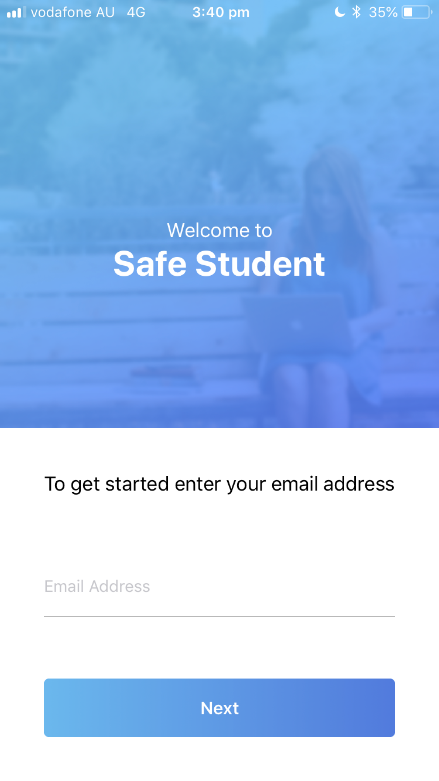 vodafone AU 4G 3:40 pm 35%
Welcome to
Safe Student
To get started enter your email address
Email Address
Next